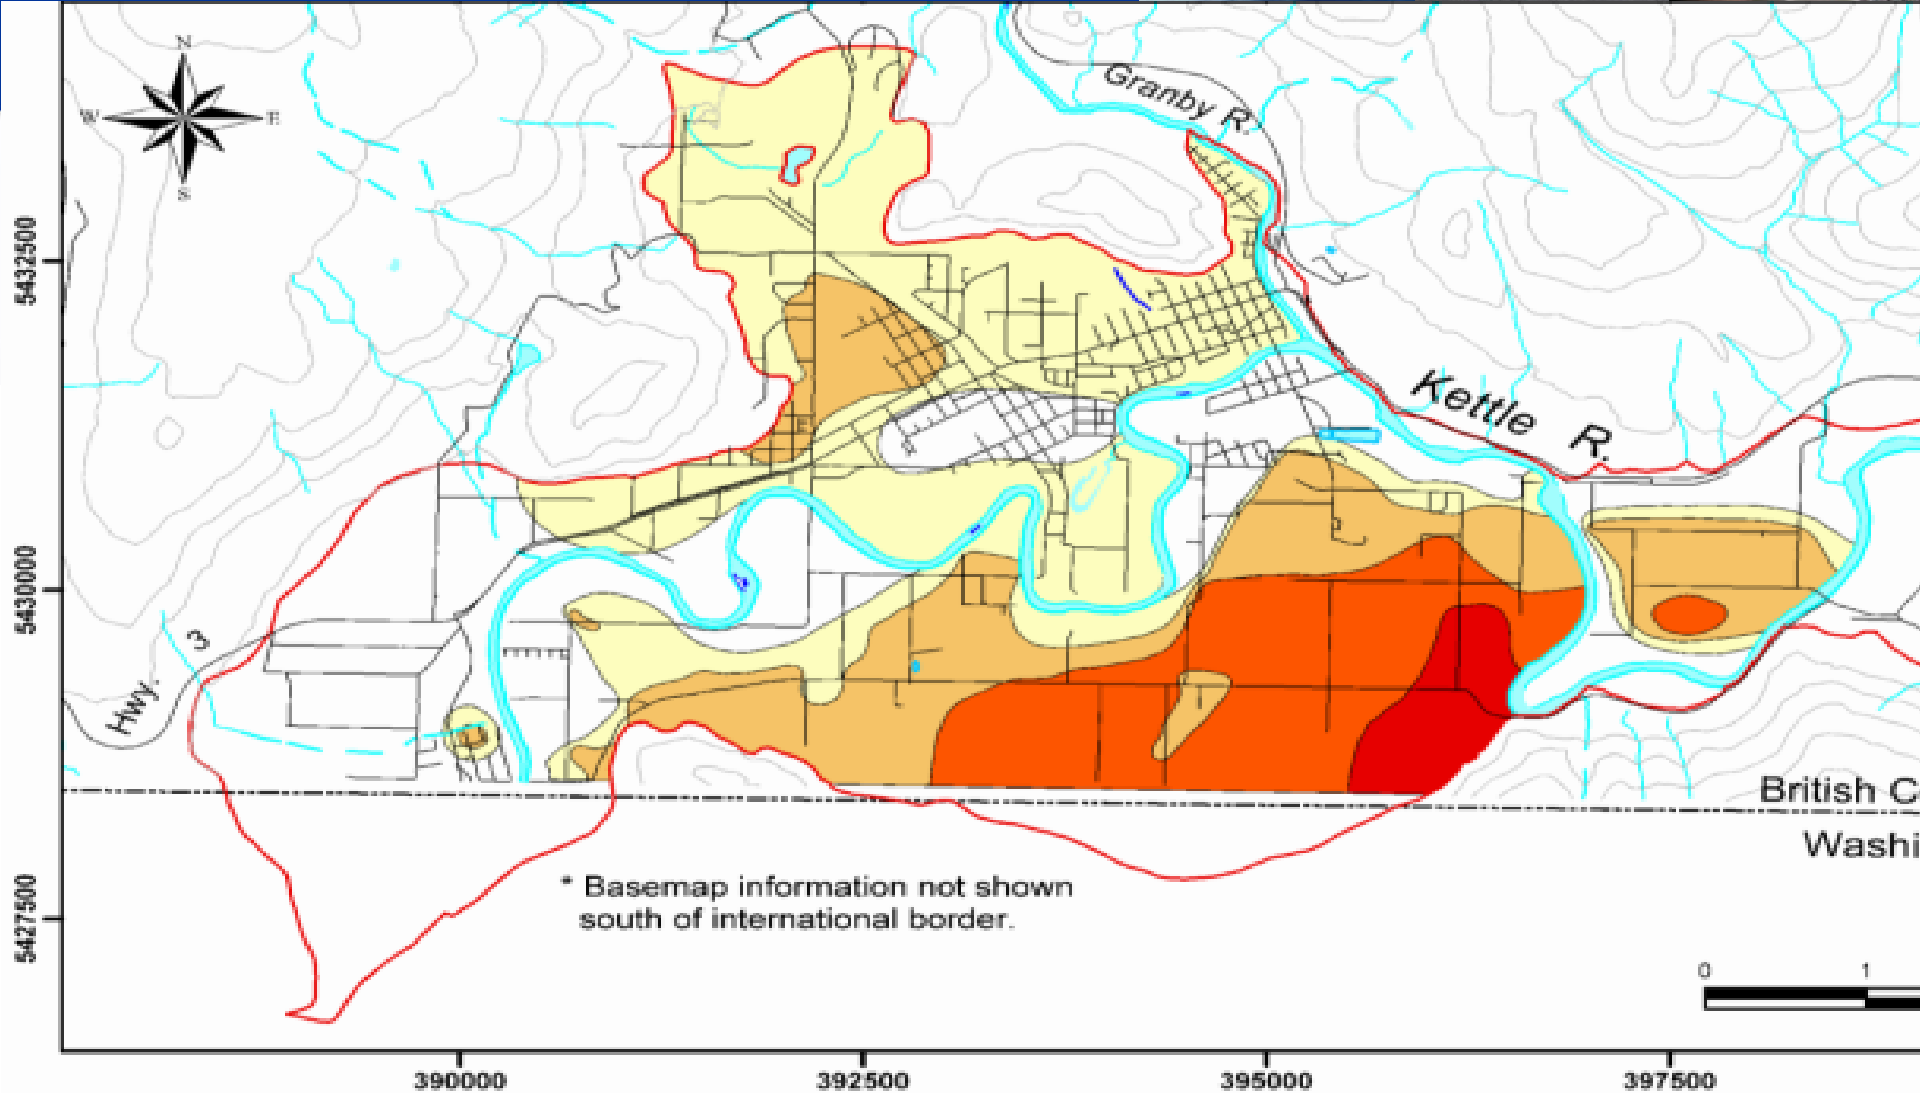 N
W
E
S
Granby R.
5432500
Kettle R.
5430000
Hwy. 3
British C
Washi
* Basemap information not shown
south of international border.
5427500
0 1
390000 392500 395000 397500